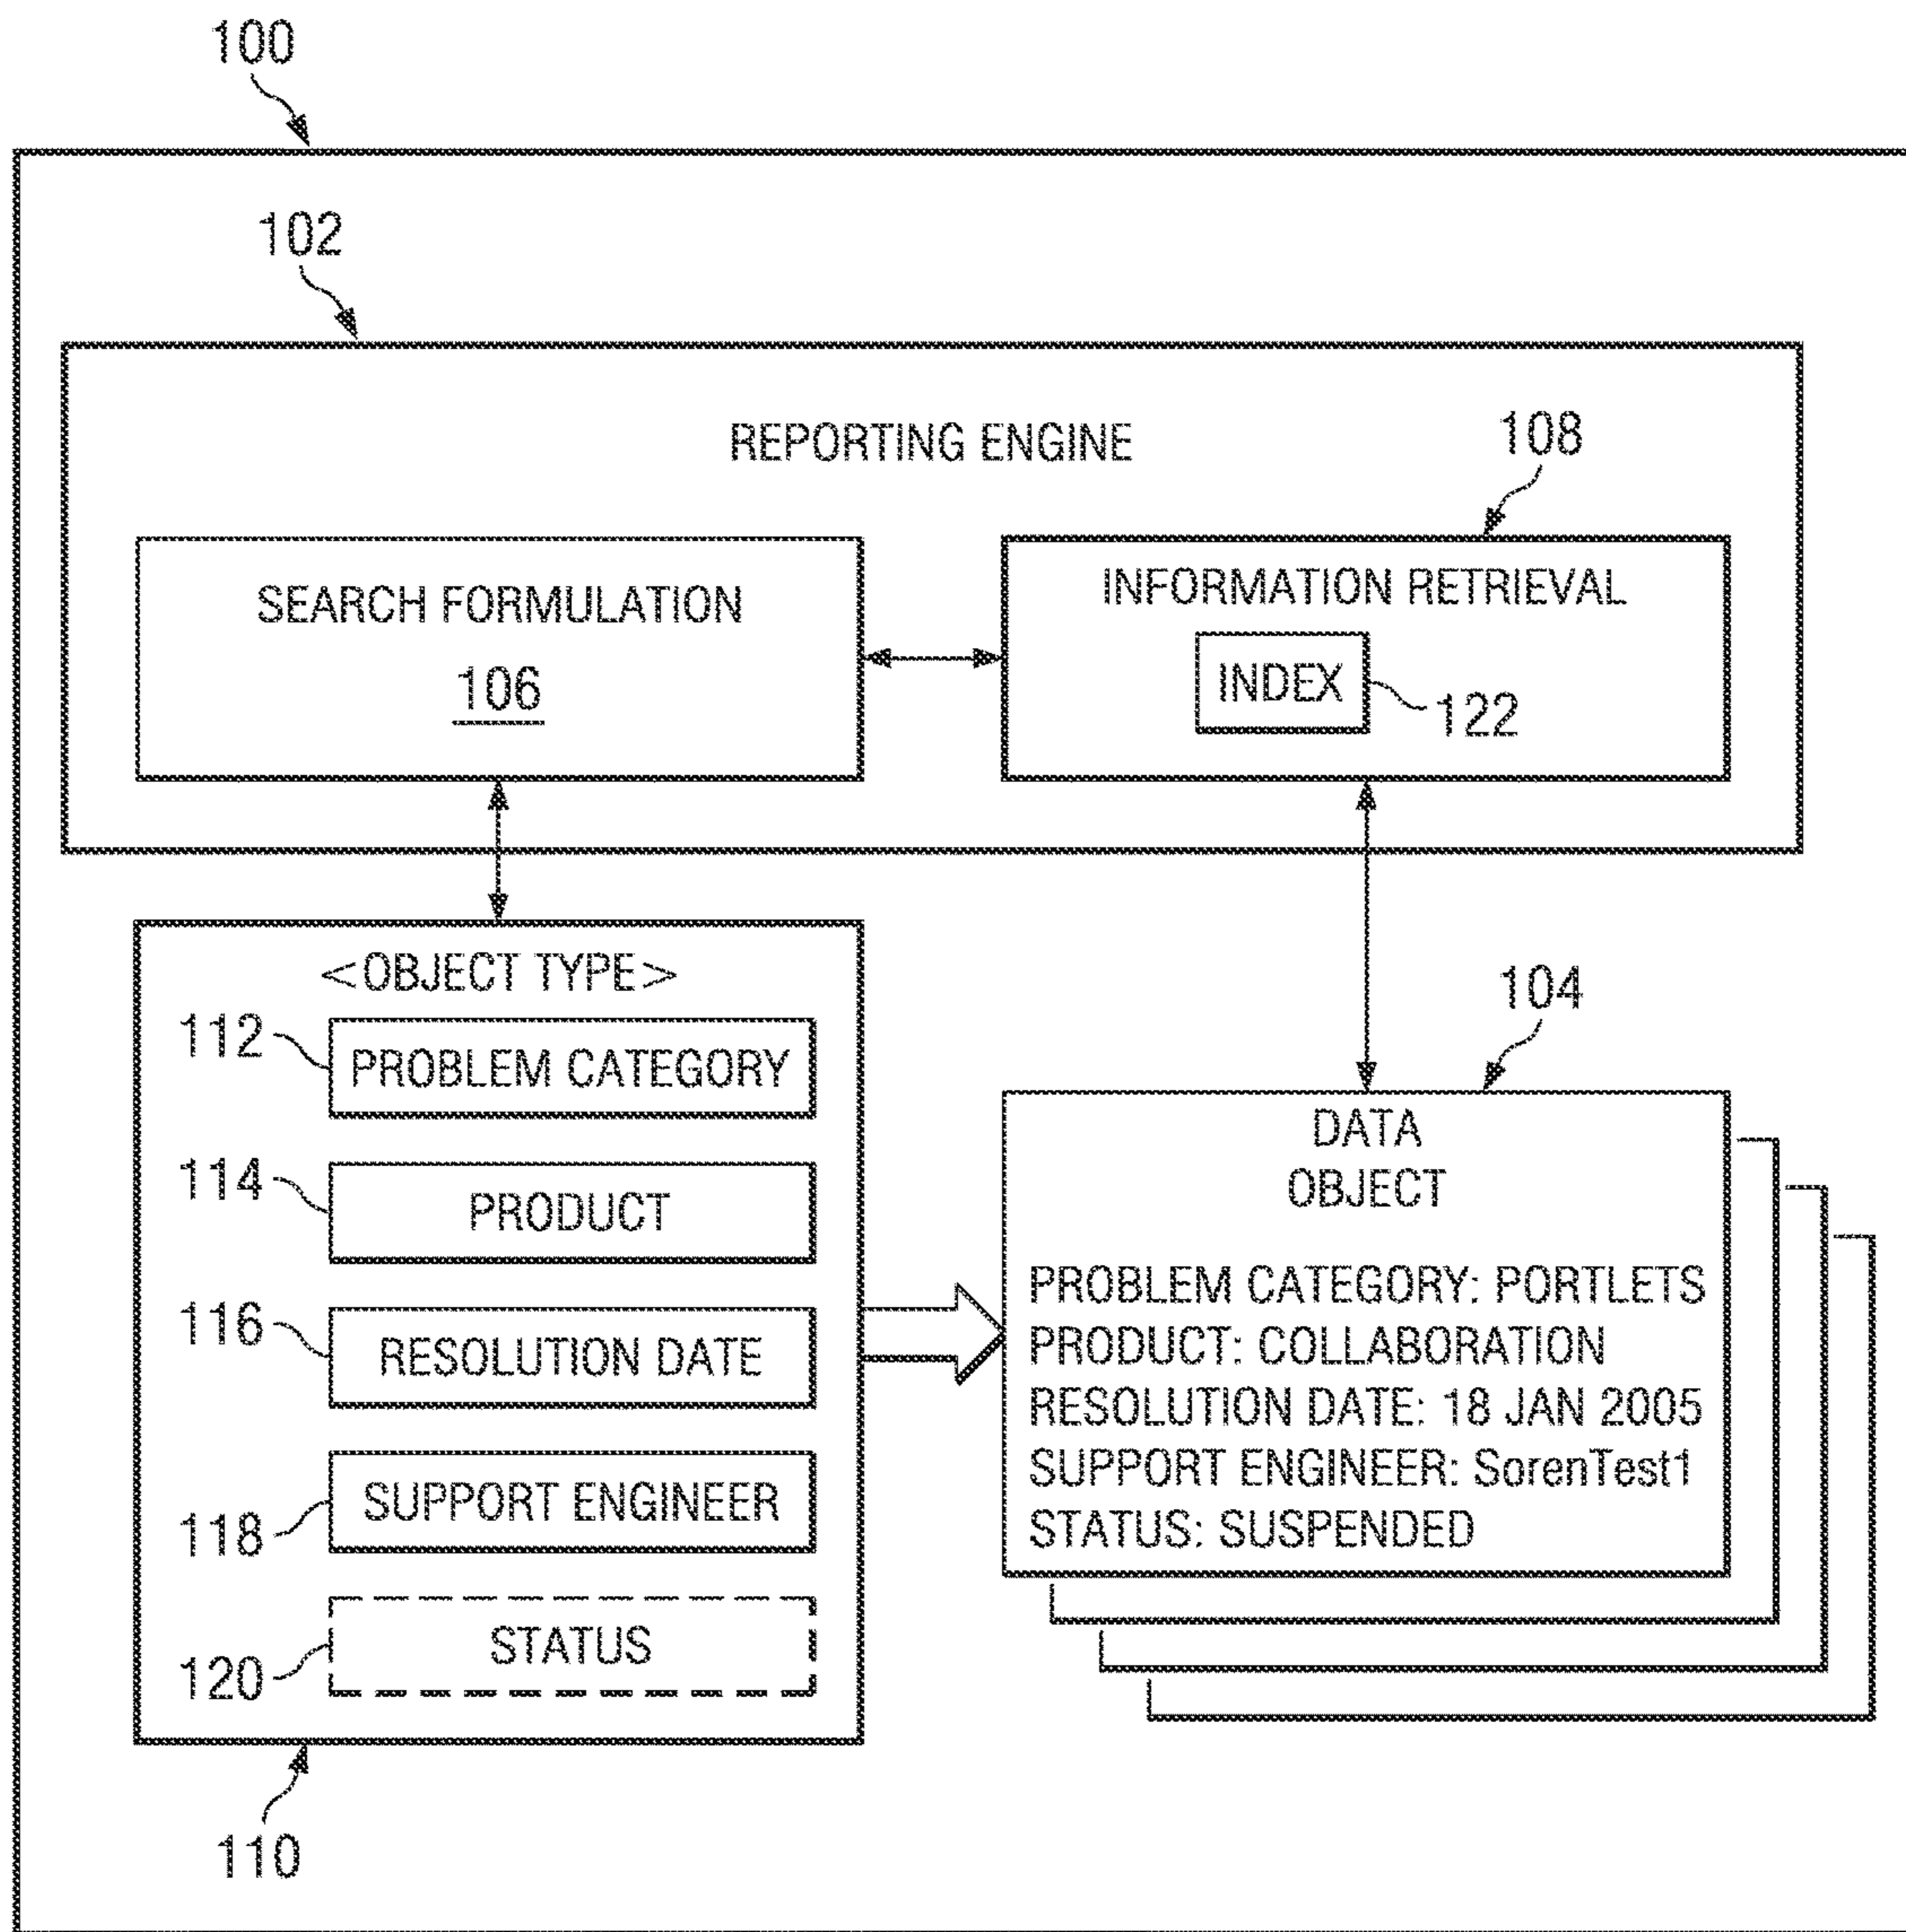 100
102
REPORTING ENGINE
108
SEARCH FORMULATION
106
INFORMATION RETRIEVAL
INDEX
122
<OBJECT TYPE>
112
PROBLEM CATEGORY
114
PRODUCT
116
RESOLUTION DATE
118
SUPPORT ENGINEER
120
STATUS
110
104
DATA
OBJECT
PROBLEM CATEGORY: PORTLETS
PRODUCT: COLLABORATION
RESOLUTION DATE: 18 JAN 2005
SUPPORT ENGINEER: SorenTest1
STATUS: SUSPENDED